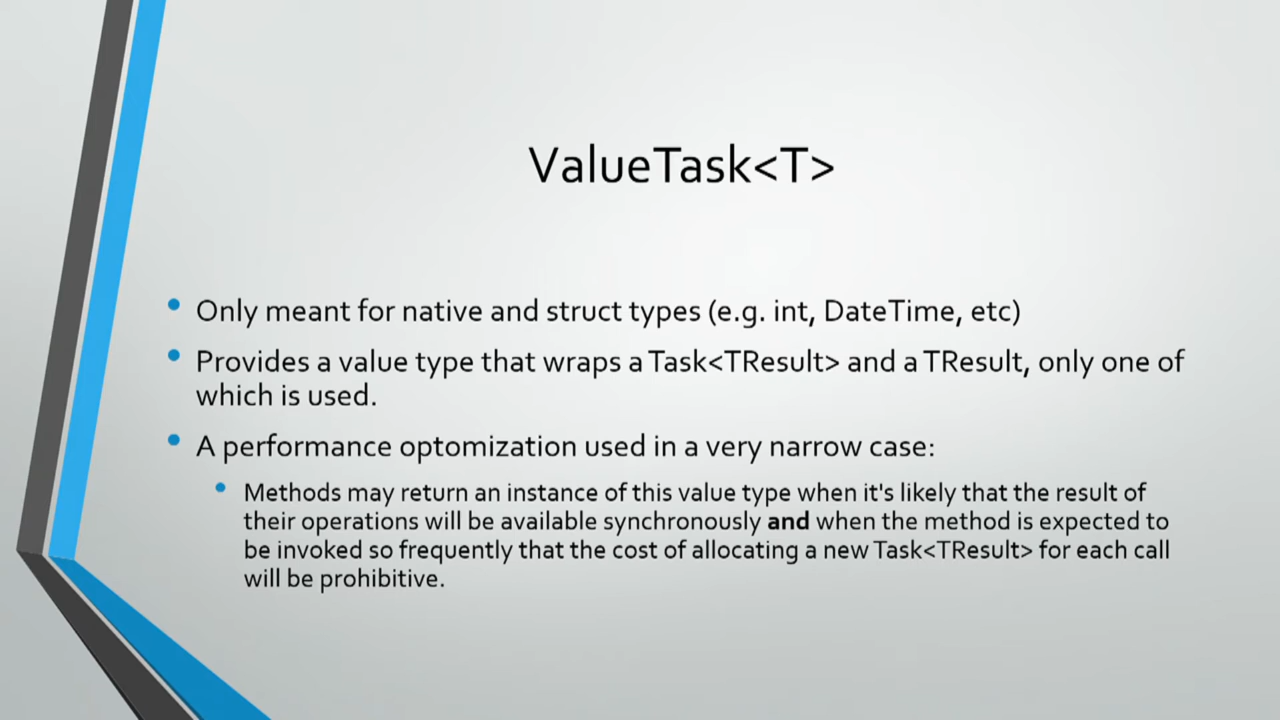 ValueTask<T>
Only meant for native and struct types (e.g. int, DateTime, etc)
Provides a value type that wraps a Task<TResult> and a TResult, only one of
which is used.
A performance optomization used in a very narrow case:
Methods may return an instance of this value type when it's likely that the result of
their operations will be available synchronously and when the method is expected to
be invoked so frequently that the cost of allocating a new Task<TResult> for each call
will be prohibitive.